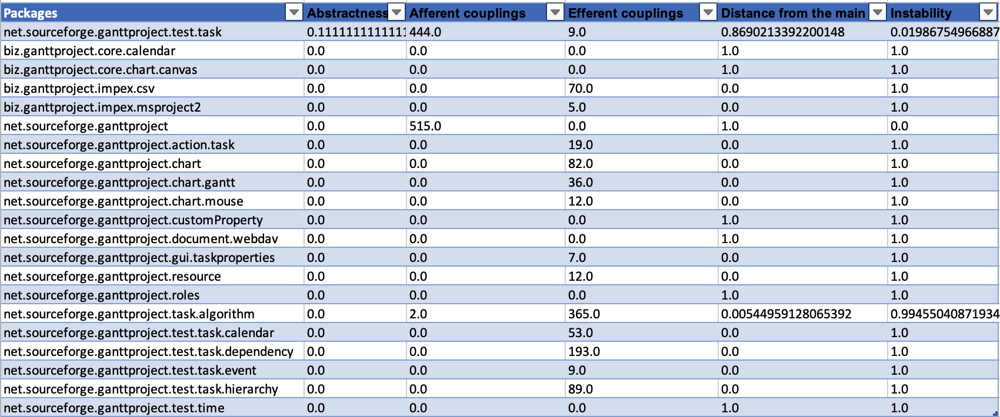 Packages Abstractness Afferent couplings Efferent couplings Distance from the main Instability
net.sourceforge.ganttproject.test.task 0.1111111111111 444.0 9.0 0.8690213392200148 0.01986754966887
biz.ganttproject.core.calendar 0.0 0.0 0.0 1.0 1.0
biz.ganttproject.core.chart.canvas 0.0 0.0 0.0 1.0 1.0
biz.ganttproject.impex.csv 0.0 0.0 70.0 0.0 1.0
biz.ganttproject.impex.msproject2 0.0 0.0 5.0 0.0 1.0
net.sourceforge.ganttproject 0.0 515.0 0.0 1.0 0.0
net.sourceforge.ganttproject.action.task 0.0 0.0 19.0 0.0 1.0
net.sourceforge.ganttproject.chart 0.0 0.0 82.0 0.0 1.0
net.sourceforge.ganttproject.chart.gantt 0.0 0.0 36.0 0.0 1.0
net.sourceforge.ganttproject.chart.mouse 0.0 0.0 12.0 0.0 1.0
net.sourceforge.ganttproject.customProperty 0.0 0.0 0.0 1.0 1.0
net.sourceforge.ganttproject.document.webdav 0.0 0.0 0.0 1.0 1.0
net.sourceforge.ganttproject.gui.taskproperties 0.0 0.0 7.0 0.0 1.0
net.sourceforge.ganttproject.resource 0.0 0.0 12.0 0.0 1.0
net.sourceforge.ganttproject.roles 0.0 0.0 0.0 1.0 1.0
net.sourceforge.ganttproject.task.algorithm 0.0 2.0 365.0 0.00544959128065392 0.99455040871934
net.sourceforge.ganttproject.test.task.calendar 0.0 0.0 53.0 0.0 1.0
net.sourceforge.ganttproject.test.task.dependency 0.0 0.0 193.0 0.0 1.0
net.sourceforge.ganttproject.test.task.event 0.0 0.0 9.0 0.0 1.0
net.sourceforge.ganttproject.test.task.hierarchy 0.0 0.0 89.0 0.0 1.0
net.sourceforge.ganttproject.test.time 0.0 0.0 0.0 1.0 1.0